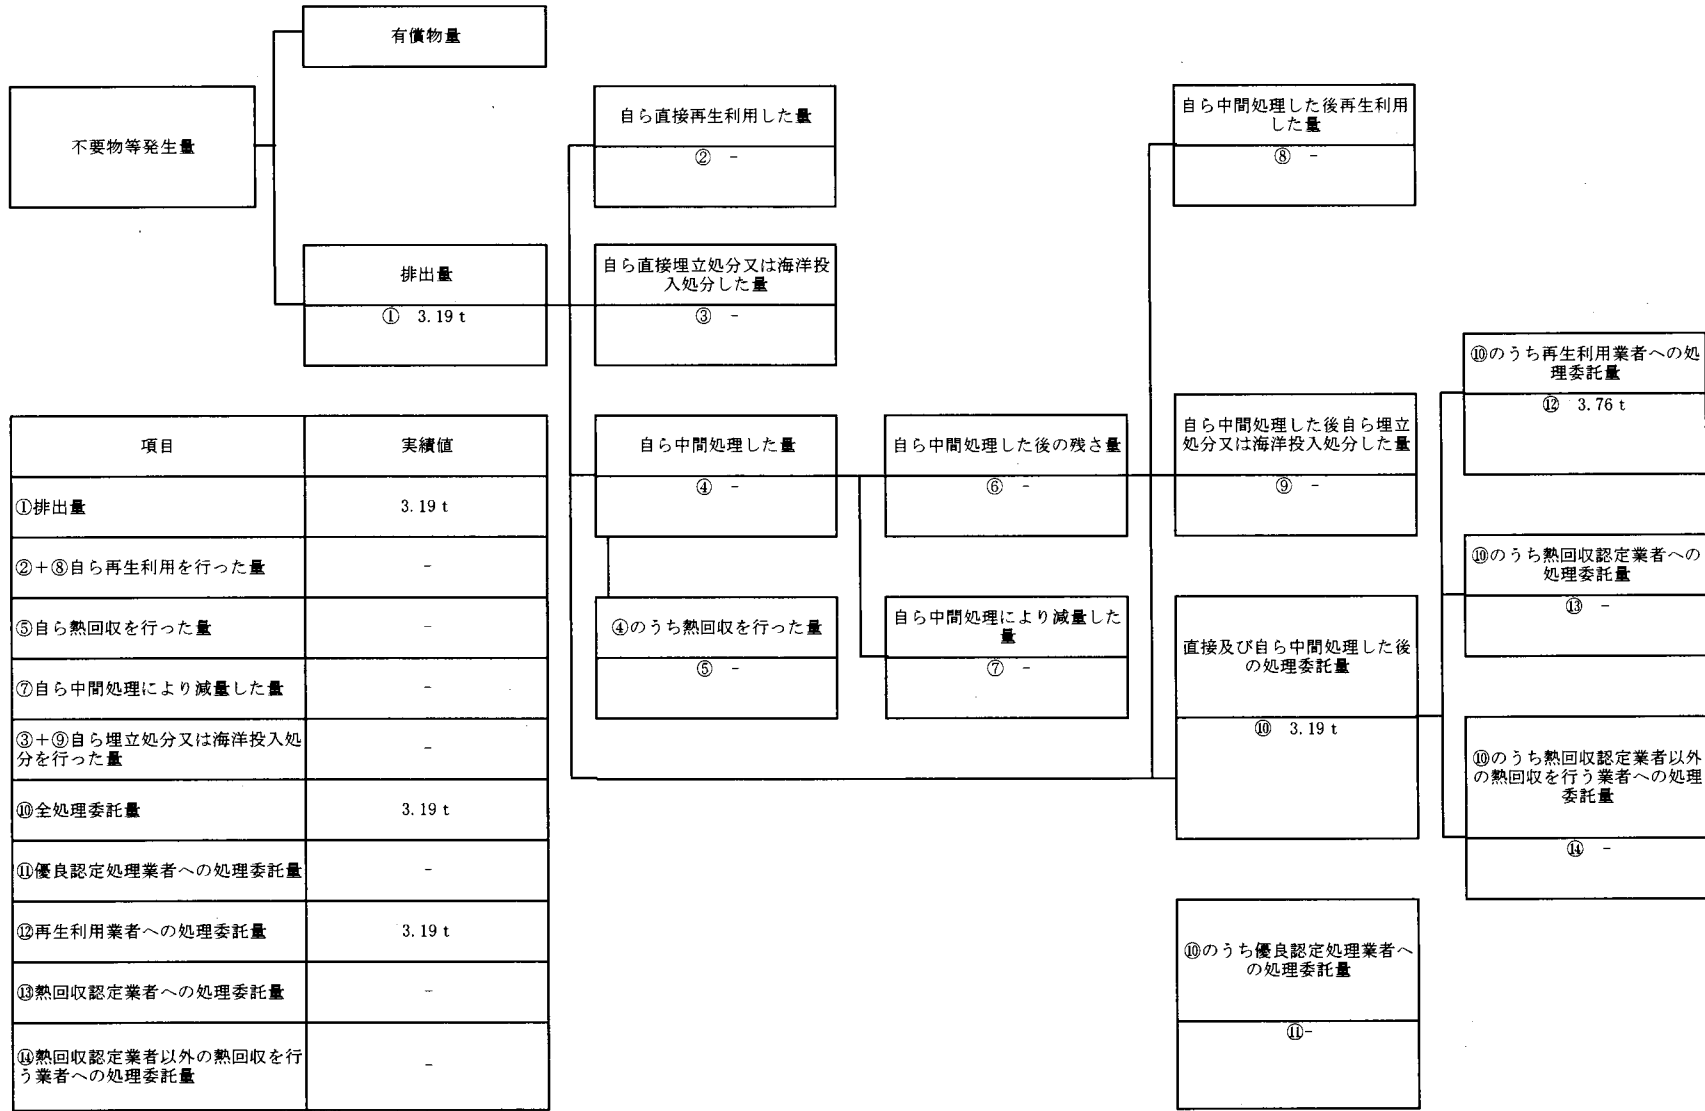 有償物量
不要物等発生量
排出量
① 3.19 t
自ら直接再生利用した量
② -
自ら直接埋立処分又は海洋投
入処分した量
③ -
自ら中間処理した量
④ -
④のうち熱回収を行った量
⑤ -
自ら中間処理した後の残さ量
⑥ -
自ら中間処理により減量した
量
⑦ -
自ら中間処理した後再生利用
した量
⑧ -
自ら中間処理した後自ら埋立
処分又は海洋投入処分した量
⑨ -
直接及び自ら中間処理した後
の処理委託量
⑩ 3.19 t
⑩のうち優良認定処理業者へ
の処理委託量
⑪-
⑩のうち再生利用業者への処
理委託量
⑫ 3.76 t
⑩のうち熱回収認定業者への
処理委託量
⑬ -
⑩のうち熱回収認定業者以外
の熱回収を行う業者への処理
委託量
⑭ -
項目 実績値
①排出量 3.19 t
②+⑧自ら再生利用を行った量 -
⑤自ら熱回収を行った量 -
⑦自ら中間処理により減量した量 -
③+⑨自ら埋立処分又は海洋投入処
分を行った量 -
⑩全処理委託量 3.19 t
⑪優良認定処理業者への処理委託量 -
⑫再生利用業者への処理委託量 3.19 t
⑬熱回収認定業者への処理委託量 -
⑭熱回収認定業者以外の熱回収を行
う業者への処理委託量 -